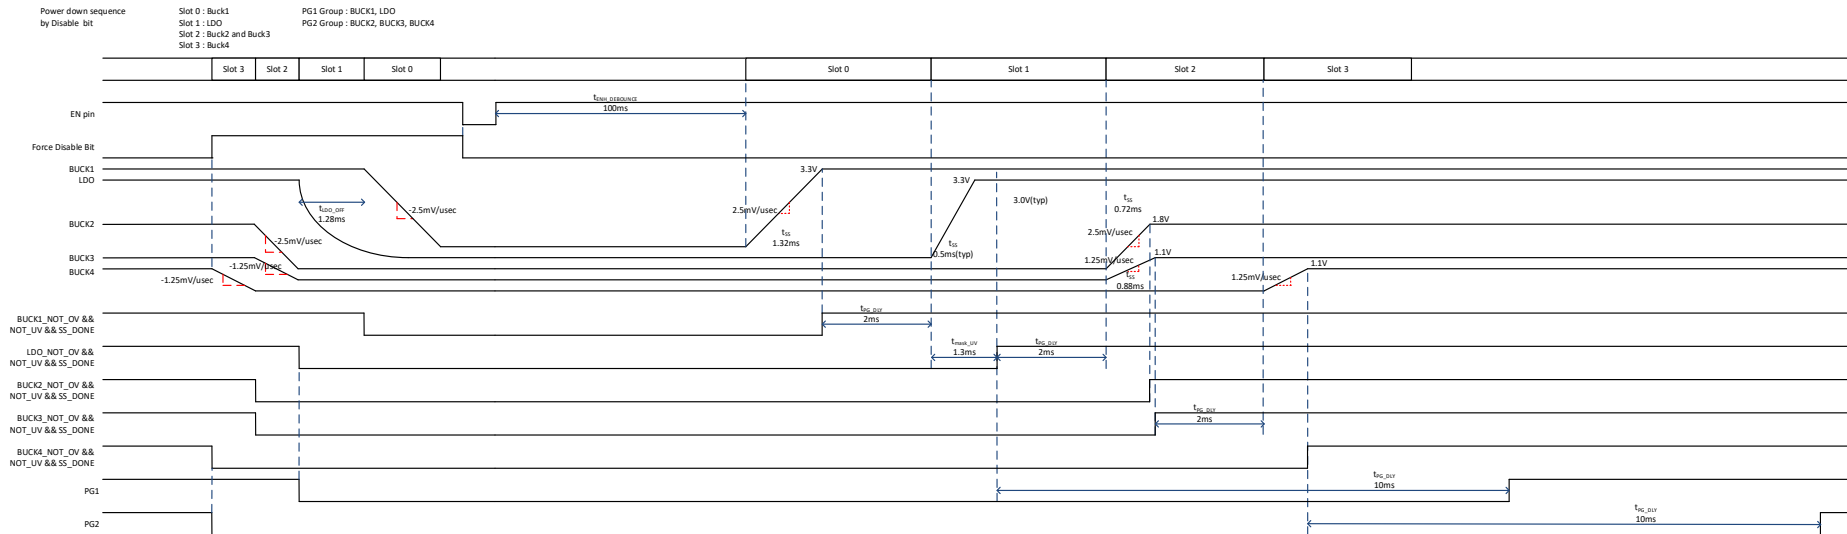 Power down sequence
by Disable bit
Slot 0 : Buck1
Slot 1 : LDO
Slot 2 : Buck2 and Buck3
Slot 3 : Buck4
PG1 Group : BUCK1, LDO
PG2 Group : BUCK2, BUCK3, BUCK4
Slot 3
Slot 2
Slot 1
Slot 0
Slot 0
Slot 1
Slot 2
Slot 3
EN pin
tENH_DEBOUNCE
100ms
Force Disable Bit
BUCK1
LDO
3.3V
3.3V
tLDO_OFF
1.28ms
-2.5mV/usec
2.5mV/usec
tSS
1.32ms
3.0V(typ)
tSS
0.5ms(typ)
tSS
0.72ms
BUCK2
1.8V
-2.5mV/usec
2.5mV/usec
BUCK3
BUCK4
-1.25mV/usec
-1.25mV/usec
1.25mV/usec
1.1V
tSS
0.88ms
1.25mV/usec
1.1V
BUCK1_NOT_OV &&
NOT_UV && SS_DONE
tPG_DLY
2ms
LDO_NOT_OV &&
NOT_UV && SS_DONE
tmask_UV
1.3ms
tPG_DLY
2ms
BUCK2_NOT_OV &&
NOT_UV && SS_DONE
BUCK3_NOT_OV &&
NOT_UV && SS_DONE
tPG_DLY
2ms
BUCK4_NOT_OV &&
NOT_UV && SS_DONE
PG1
tPG_DLY
10ms
PG2
tPG_DLY
10ms